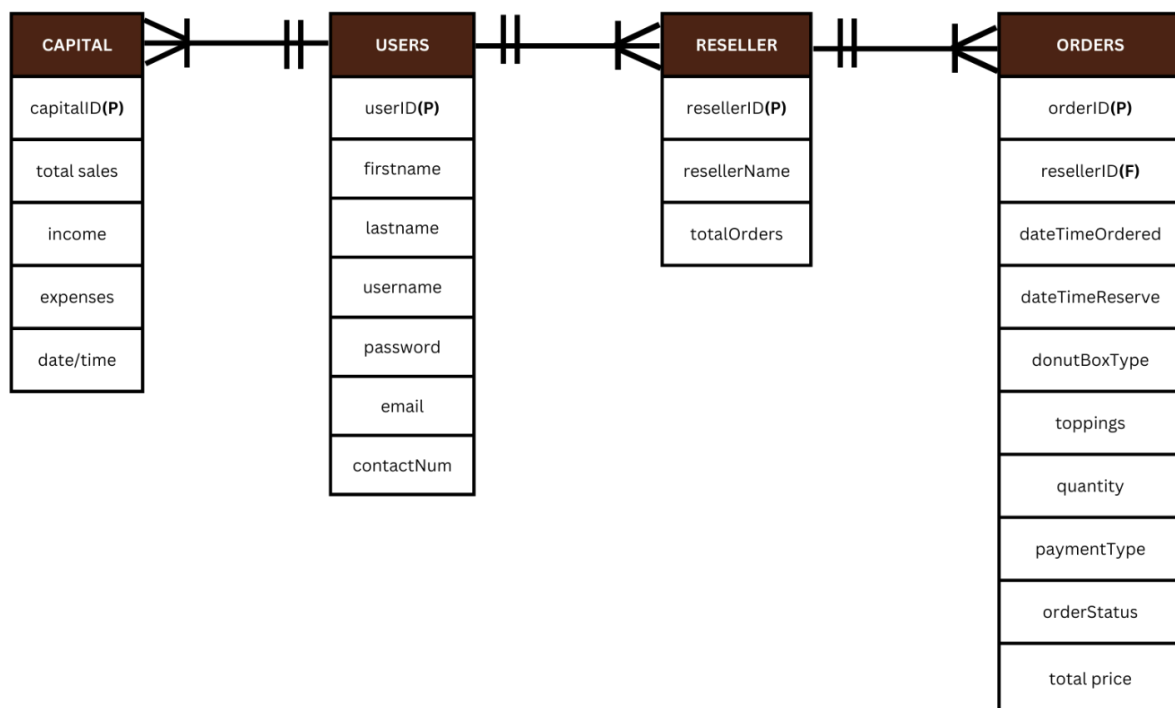 CAPITAL
capitalID(P)
total sales
income
expenses
date/time
USERS
userID(P)
firstname
lastname
username
password
email
contactNum
RESELLER
resellerID(P)
resellerName
totalOrders
ORDERS
orderID(P)
resellerID(F)
dateTimeOrdered
dateTimeReserve
donutBoxType
toppings
quantity
paymentType
orderStatus
total price